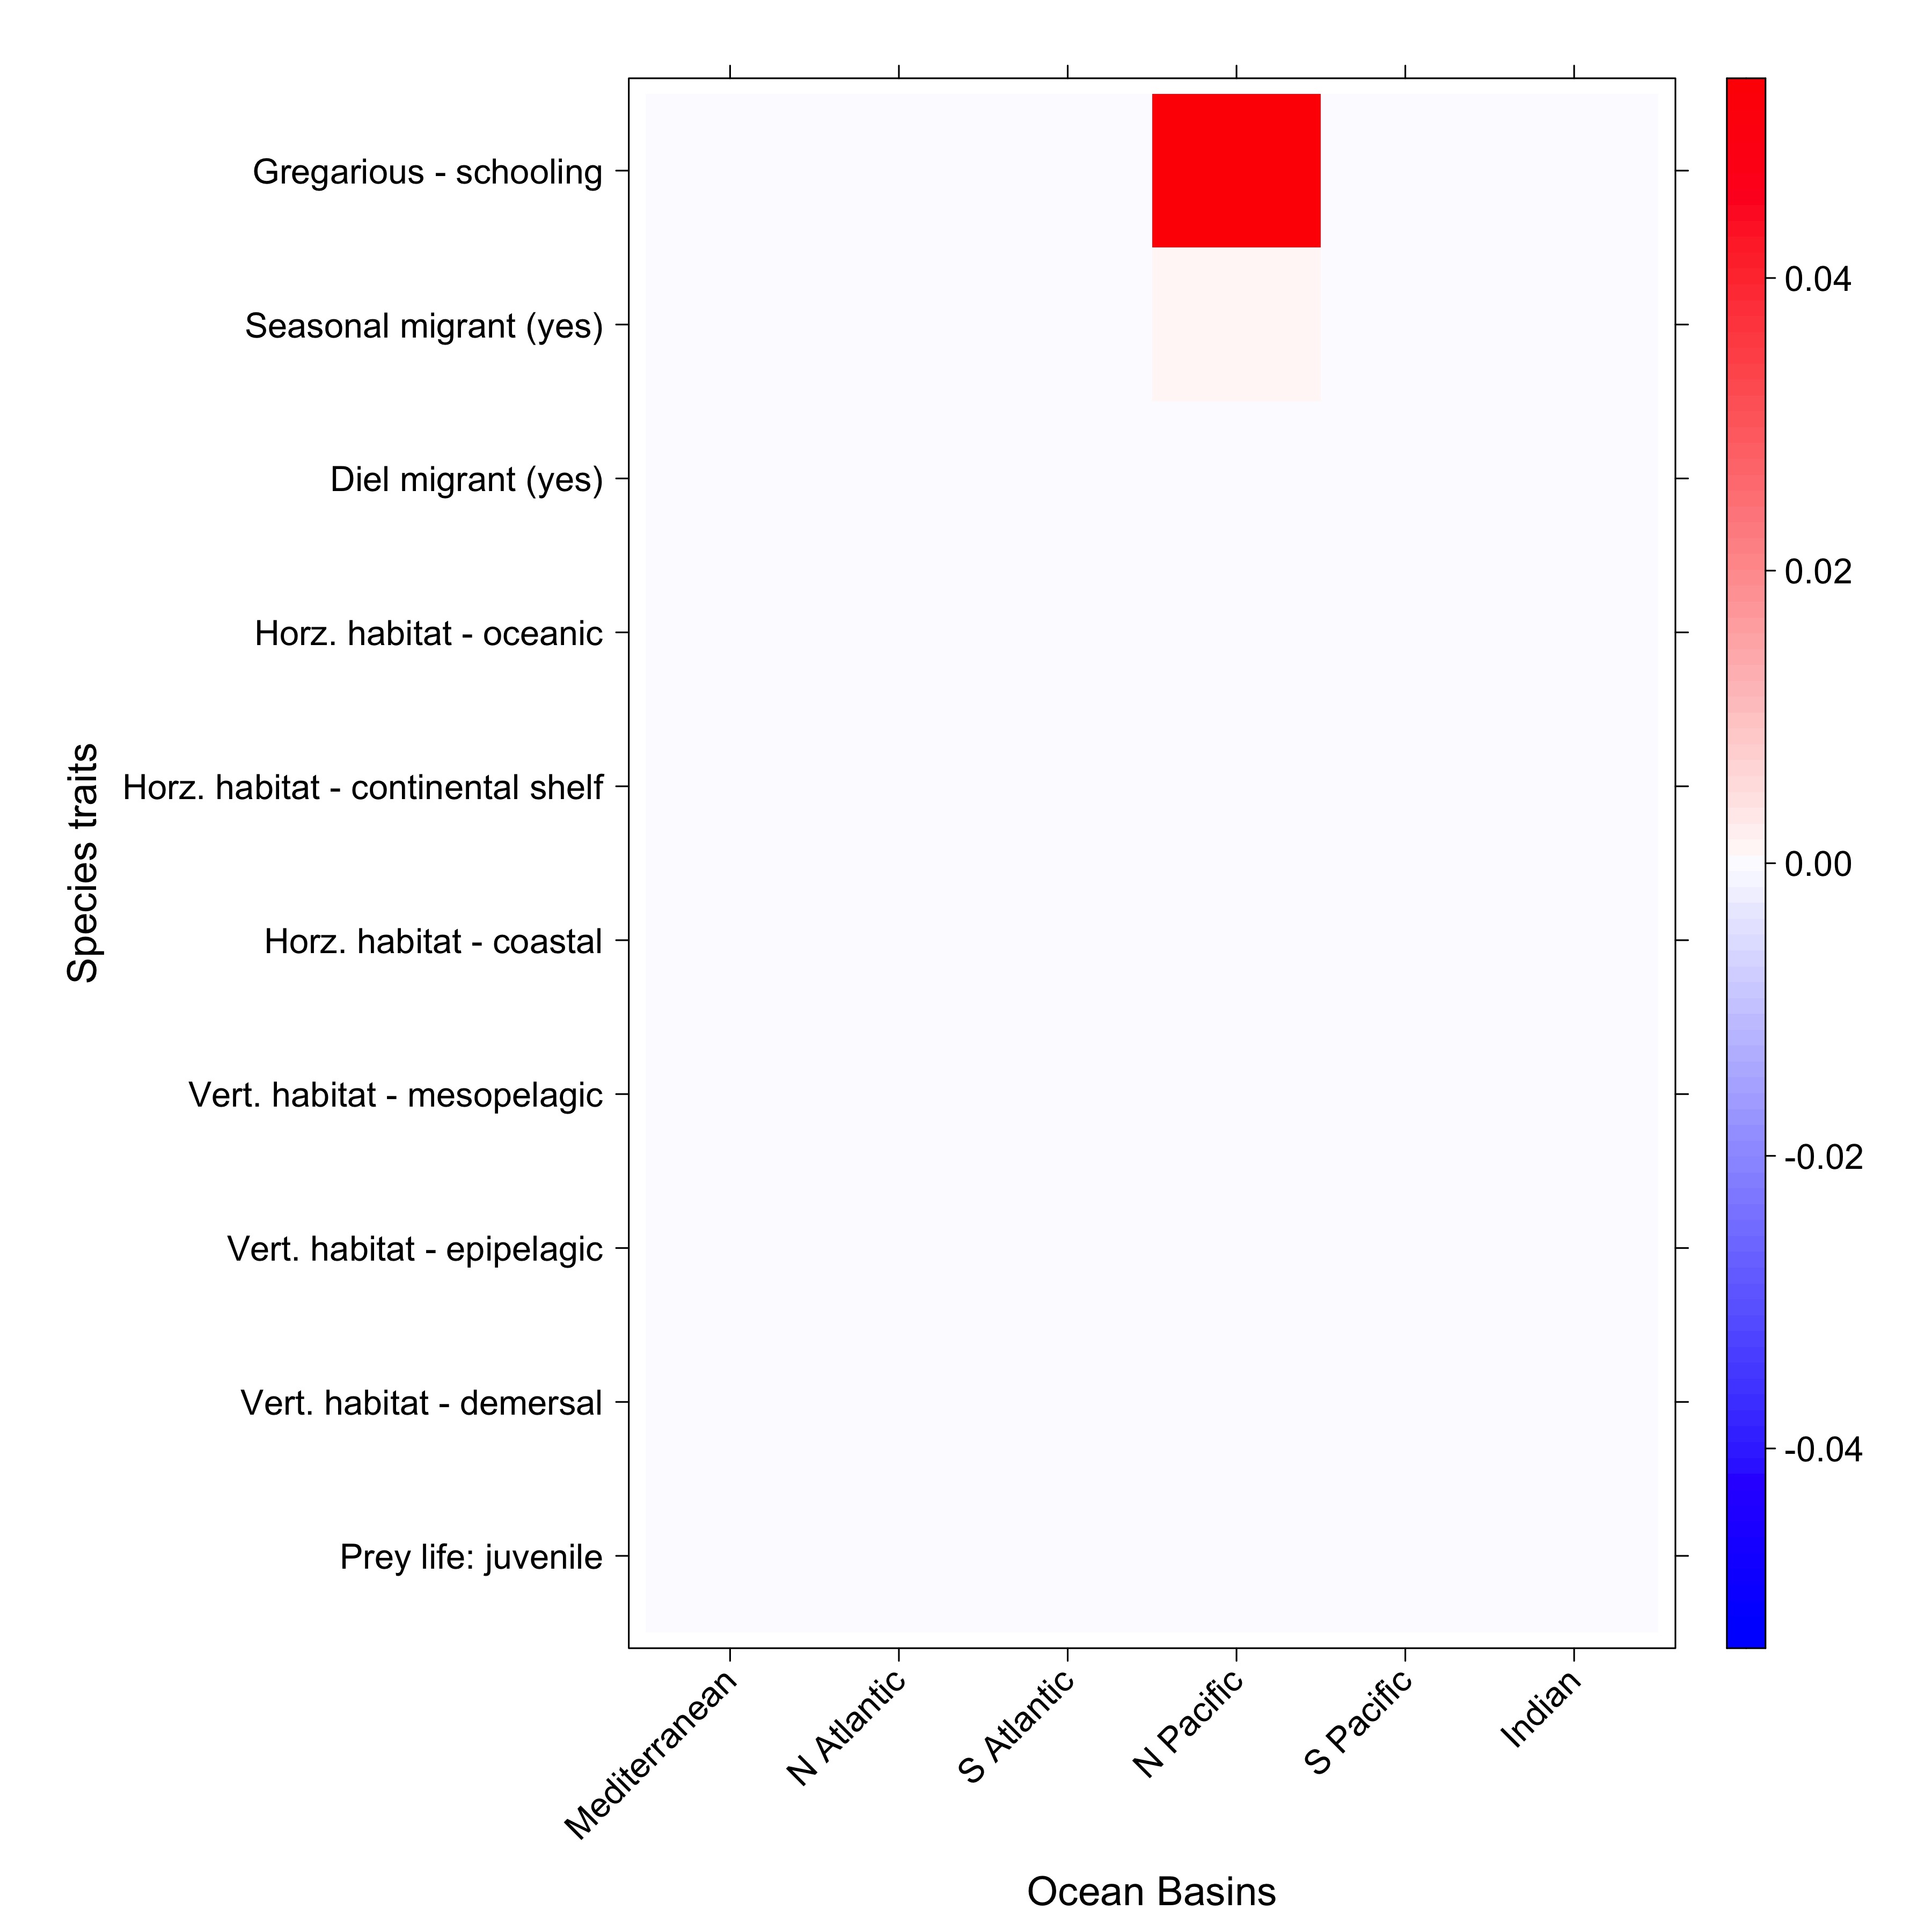 Species traits
Gregarious - schooling
Seasonal migrant (yes)
Diel migrant (yes)
Horz. habitat - oceanic
Horz. habitat - continental shelf
Horz. habitat - coastal
Vert. habitat - mesopelagic
Vert. habitat - epipelagic
Vert. habitat - demersal
Prey life: juvenile
Mediterranean
N Atlantic
S Atlantic
N Pacific
S Pacific
Indian
Ocean Basins
0.04
0.02
0.00
-0.02
-0.04